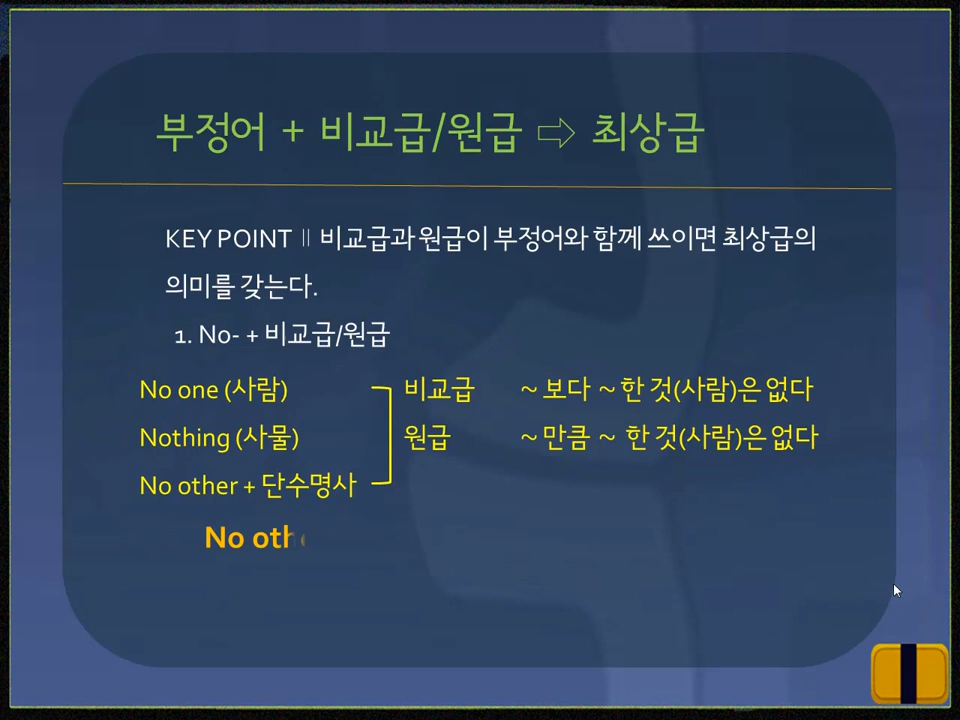 부정어 + 비교급/원급 ⇨ 최상급
KEY POINT || 비교급과 원급이 부정어와 함께 쓰이면 최상급의
의미를 갖는다.
1. No- + 비교급/원급
No one (사람) 비교급 ~ 보다 ~ 한 것(사람)은 없다
Nothing (사물) 원급 ~ 만큼 ~ 한 것(사람)은 없다
No other + 단수명사
No